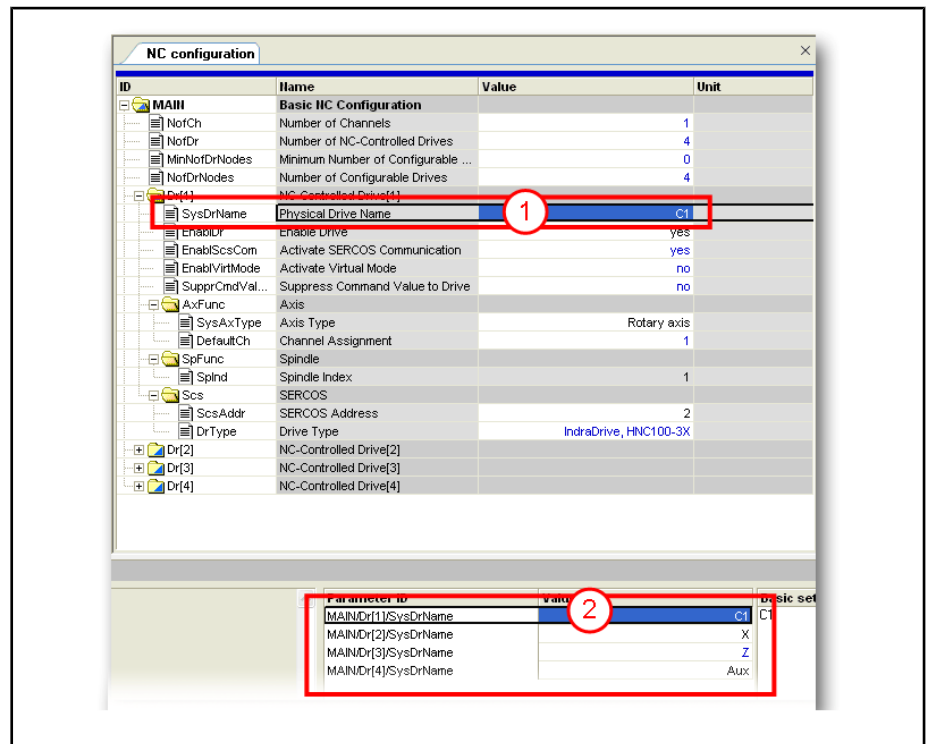 NC configuration
ID Name Value Unit
MAIN Basic NC Configuration
NofCh Number of Channels 1
NofDr Number of NC-Controlled Drives 4
MinNofDrNodes Minimum Number of Configurable ... 0
NofDrNodes Number of Configurable Drives 4
Dr[1] NC-Controlled Drive[1]
SysDrName Physical Drive Name 1 C1
EnablDr Enable Drive yes
EnablScsCom Activate SERCOS Communication yes
EnablVirtMode Activate Virtual Mode no
SupprCmdVal... Suppress Command Value to Drive no
AxFunc Axis
SysAxType Axis Type Rotary axis
DefaultCh Channel Assignment 1
SpFunc Spindle
SpInd Spindle Index 1
Scs SERCOS
ScsAddr SERCOS Address 2
DrType Drive Type IndraDrive, HNC100-3X
Dr[2] NC-Controlled Drive[2]
Dr[3] NC-Controlled Drive[3]
Dr[4] NC-Controlled Drive[4]
Parameter ID Value 2 Basic set
MAIN/Dr[1]/SysDrName C1 C1
MAIN/Dr[2]/SysDrName X
MAIN/Dr[3]/SysDrName Z
MAIN/Dr[4]/SysDrName Aux